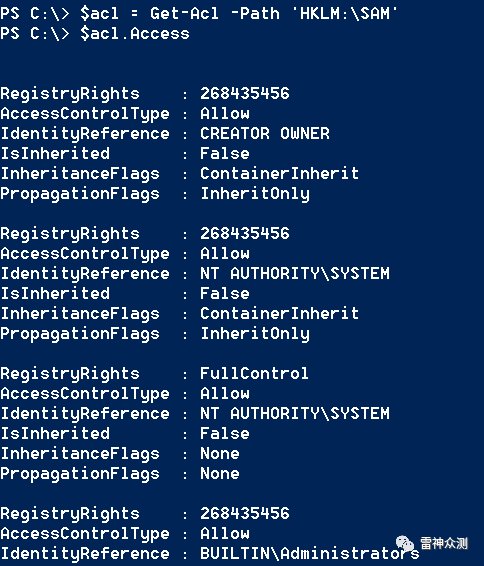 PS C:\> $acl = Get-Acl -Path 'HKLM:\SAM'
PS C:\> $acl.Access
RegistryRights : 268435456
AccessControlType : Allow
IdentityReference : CREATOR OWNER
IsInherited : False
InheritanceFlags : ContainerInherit
PropagationFlags : InheritOnly
RegistryRights : 268435456
AccessControlType : Allow
IdentityReference : NT AUTHORITY\SYSTEM
IsInherited : False
InheritanceFlags : ContainerInherit
PropagationFlags : InheritOnly
RegistryRights : FullControl
AccessControlType : Allow
IdentityReference : NT AUTHORITY\SYSTEM
IsInherited : False
InheritanceFlags : None
PropagationFlags : None
RegistryRights : 268435456
AccessControlType : Allow
IdentityReference : BUILTIN\Administrators
雷神众测